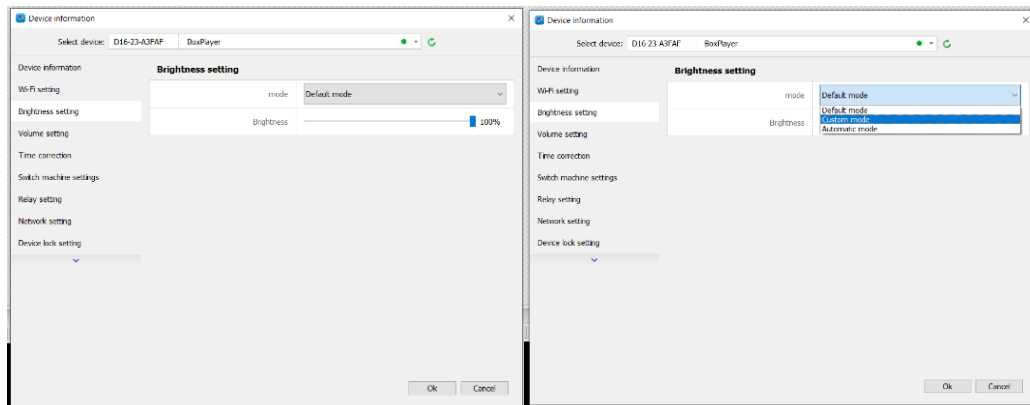 Device information
Select device: D16-23-A3FAF BoxPlayer
Device information
Wi-Fi setting
Brightness setting
Volume setting
Time correction
Switch machine settings
Relay setting
Network setting
Device lock setting
Brightness setting
mode Default mode
Brightness 100%
Ok Cancel
Device information
Select device: D16-23-A3FAF BoxPlayer
Device information
Wi-Fi setting
Brightness setting
Volume setting
Time correction
Switch machine settings
Relay setting
Network setting
Device lock setting
Brightness setting
mode Default mode
Default mode
Custom mode
Automatic mode
Brightness
Ok Cancel